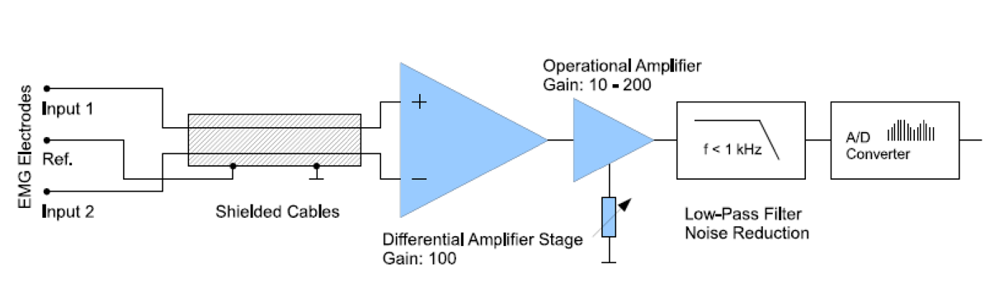 EMG Electrodes
Input 1
Ref.
Input 2
Shielded Cables
+
−
Differential Amplifier Stage
Gain: 100
Operational Amplifier
Gain: 10 - 200
f < 1 kHz
Low-Pass Filter
Noise Reduction
A/D
Converter